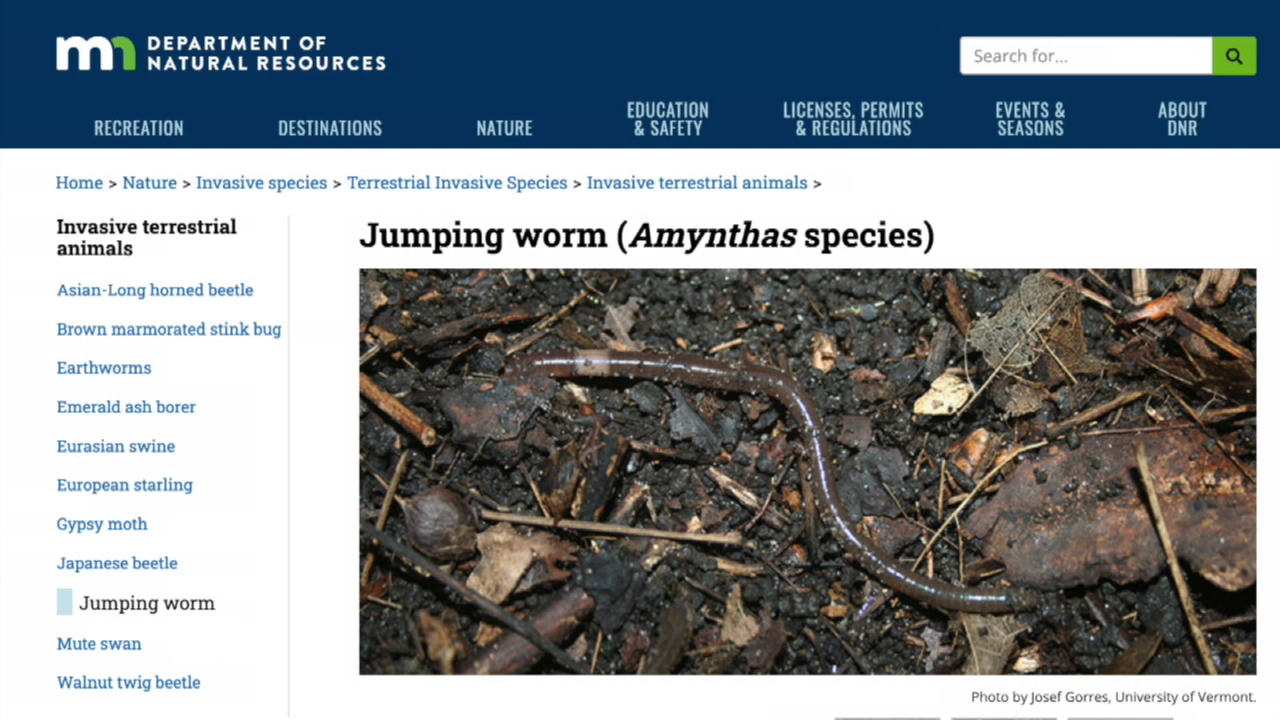 mn DEPARTMENT OF
NATURAL RESOURCES
Search for...
RECREATION DESTINATIONS NATURE EDUCATION & SAFETY LICENSES, PERMITS & REGULATIONS EVENTS & SEASONS ABOUT DNR
Home > Nature > Invasive species > Terrestrial Invasive Species > Invasive terrestrial animals >
Invasive terrestrial
animals
Asian-Long horned beetle
Brown marmorated stink bug
Earthworms
Emerald ash borer
Eurasian swine
European starling
Gypsy moth
Japanese beetle
Jumping worm
Mute swan
Walnut twig beetle
Jumping worm (Amynthas species)
Photo by Josef Gorres, University of Vermont.